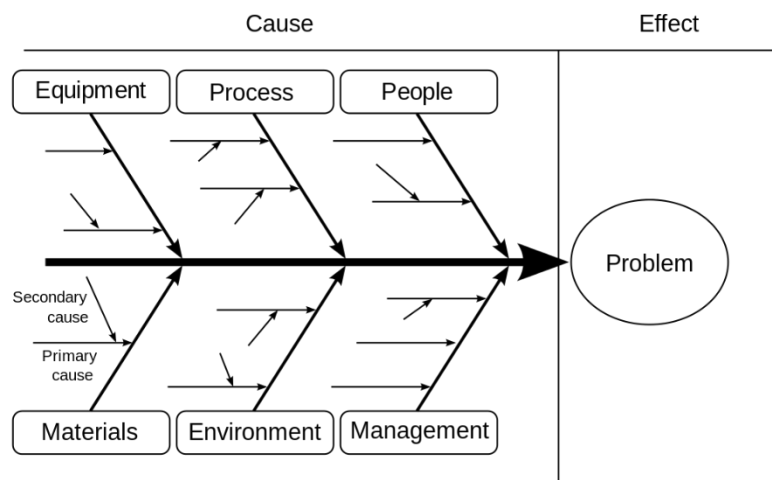 Cause
Effect
Equipment
Process
People
Problem
Secondary
cause
Primary
cause
Materials
Environment
Management